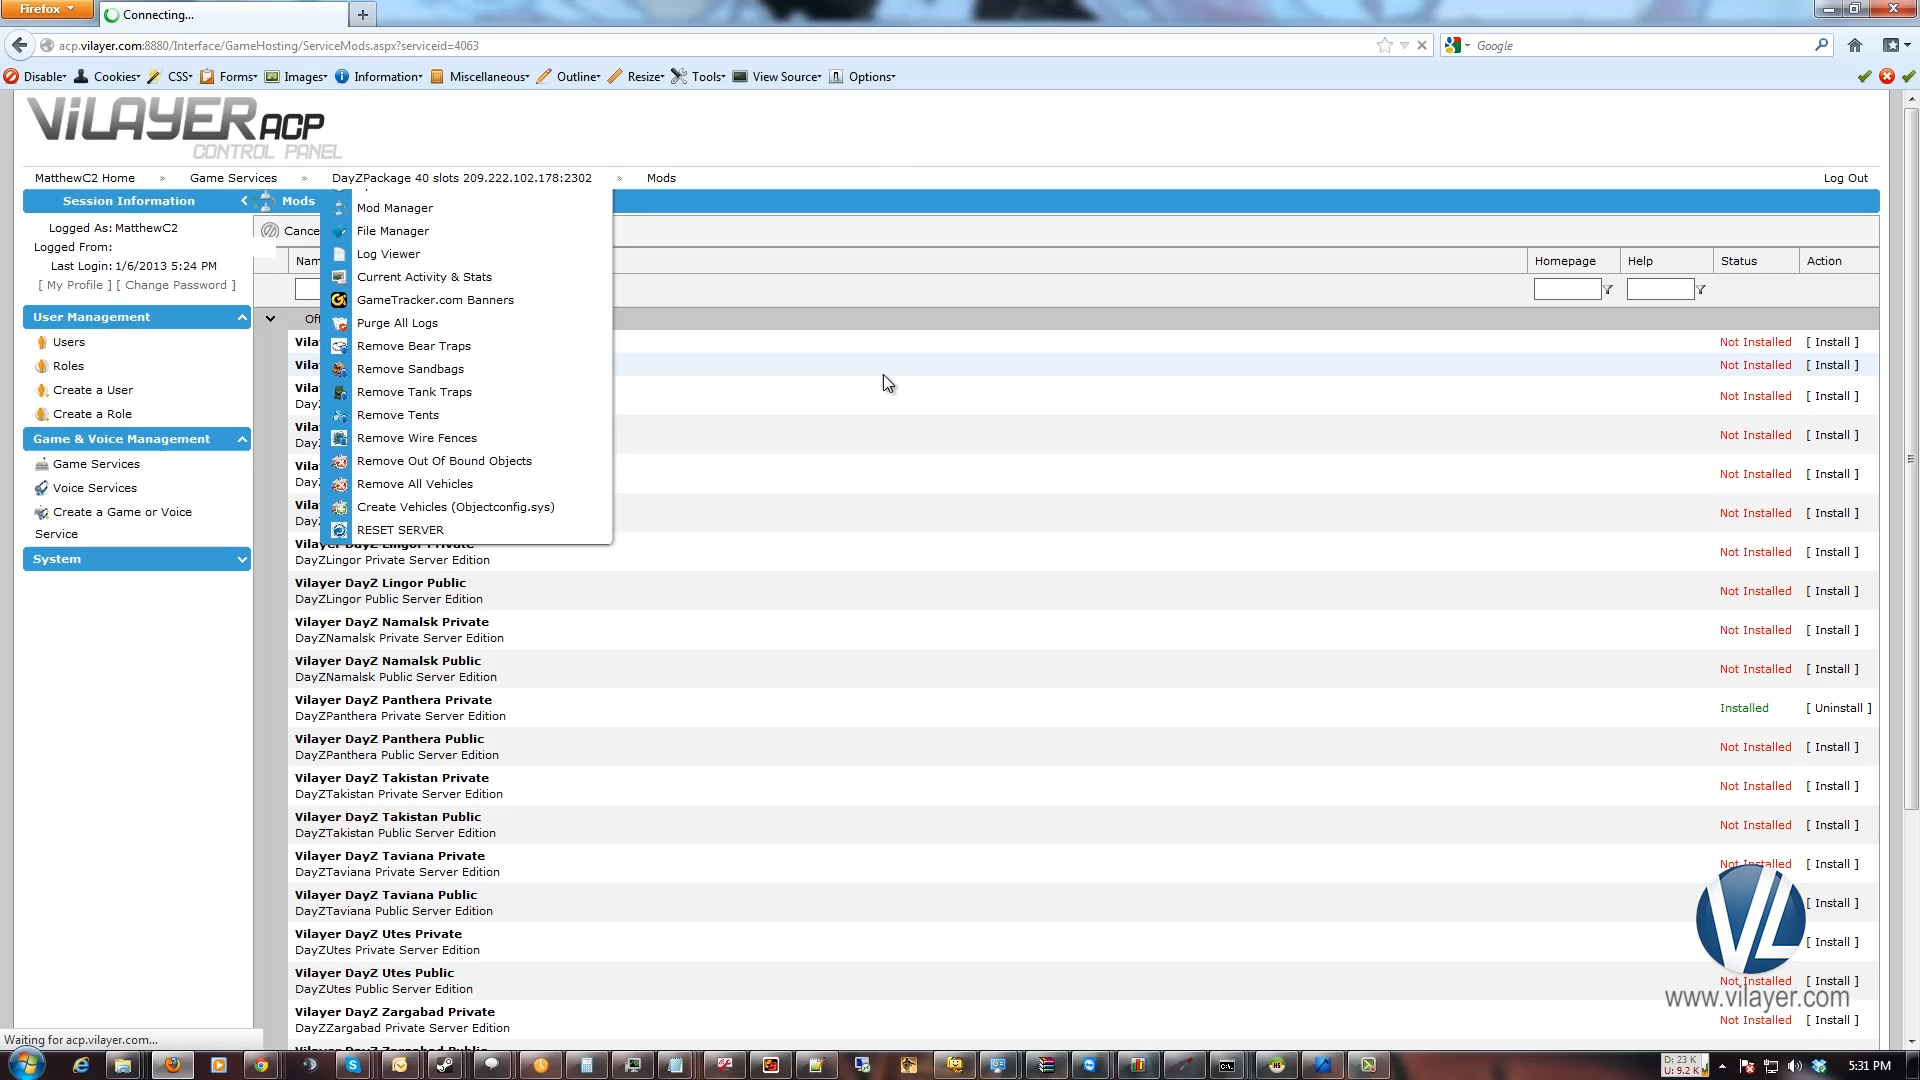 Firefox
Connecting...
acp.vilayer.com:8880/Interface/GameHosting/ServiceMods.aspx?serviceid=4063
Google
Disable Cookies CSS Forms Images Information Miscellaneous Outline Resize Tools View Source Options
ViLAYER ACP
CONTROL PANEL
MatthewC2 Home » Game Services » DayZPackage 40 slots 209.222.102.178:2302 » Mods
Log Out
Session Information
Mods
Logged As: MatthewC2
Logged From:
Last Login: 1/6/2013 5:24 PM
[ My Profile ] [ Change Password ]
User Management
Users
Roles
Create a User
Create a Role
Game & Voice Management
Game Services
Voice Services
Create a Game or Voice
Service
System
Mod Manager
File Manager
Log Viewer
Current Activity & Stats
GameTracker.com Banners
Purge All Logs
Remove Bear Traps
Remove Sandbags
Remove Tank Traps
Remove Tents
Remove Wire Fences
Remove Out Of Bound Objects
Remove All Vehicles
Create Vehicles (Objectconfig.sys)
RESET SERVER
Homepage Help Status Action
Not Installed [ Install ]
Not Installed [ Install ]
Not Installed [ Install ]
Not Installed [ Install ]
Not Installed [ Install ]
Not Installed [ Install ]
Vilayer DayZ Lingor Private
DayZLingor Private Server Edition
Not Installed [ Install ]
Vilayer DayZ Lingor Public
DayZLingor Public Server Edition
Not Installed [ Install ]
Vilayer DayZ Namalsk Private
DayZNamalsk Private Server Edition
Not Installed [ Install ]
Vilayer DayZ Namalsk Public
DayZNamalsk Public Server Edition
Not Installed [ Install ]
Vilayer DayZ Panthera Private
DayZPanthera Private Server Edition
Installed [ Uninstall ]
Vilayer DayZ Panthera Public
DayZPanthera Public Server Edition
Not Installed [ Install ]
Vilayer DayZ Takistan Private
DayZTakistan Private Server Edition
Not Installed [ Install ]
Vilayer DayZ Takistan Public
DayZTakistan Public Server Edition
Not Installed [ Install ]
Vilayer DayZ Taviana Private
DayZTaviana Private Server Edition
Not Installed [ Install ]
Vilayer DayZ Taviana Public
DayZTaviana Public Server Edition
[ Install ]
Vilayer DayZ Utes Private
DayZUtes Private Server Edition
[ Install ]
Vilayer DayZ Utes Public
DayZUtes Public Server Edition
Not Installed [ Install ]
Vilayer DayZ Zargabad Private
DayZZargabad Private Server Edition
Not Installed [ Install ]
VL
www.vilayer.com
Waiting for acp.vilayer.com...
D: 23 K
U: 9.2 K
5:31 PM